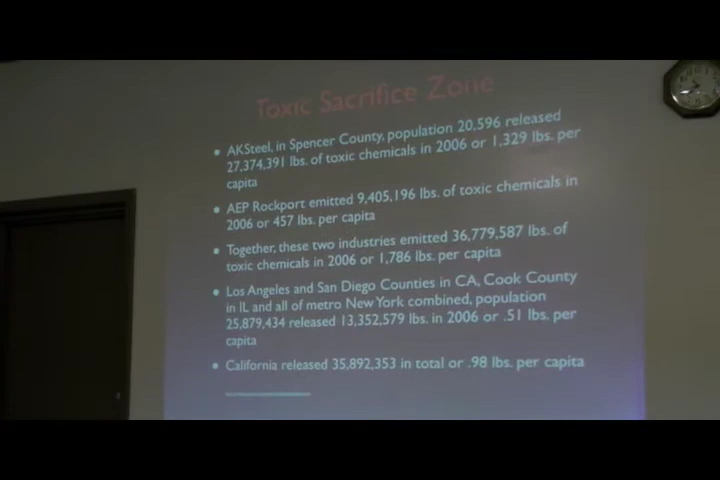 Toxic Sacrifice Zone
• AKSteel, in Spencer County, population 20,596 released
27,374,391 lbs. of toxic chemicals in 2006 or 1,329 lbs. per
capita
• AEP Rockport emitted 9,405,196 lbs. of toxic chemicals in
2006 or 457 lbs. per capita
• Together, these two industries emitted 36,779,587 lbs. of
toxic chemicals in 2006 or 1,786 lbs. per capita
• Los Angeles and San Diego Counties in CA, Cook County
in IL and all of metro New York combined, population
25,879,434 released 13,352,579 lbs. in 2006 or .51 lbs. per
capita
• California released 35,892,353 in total or .98 lbs. per capita